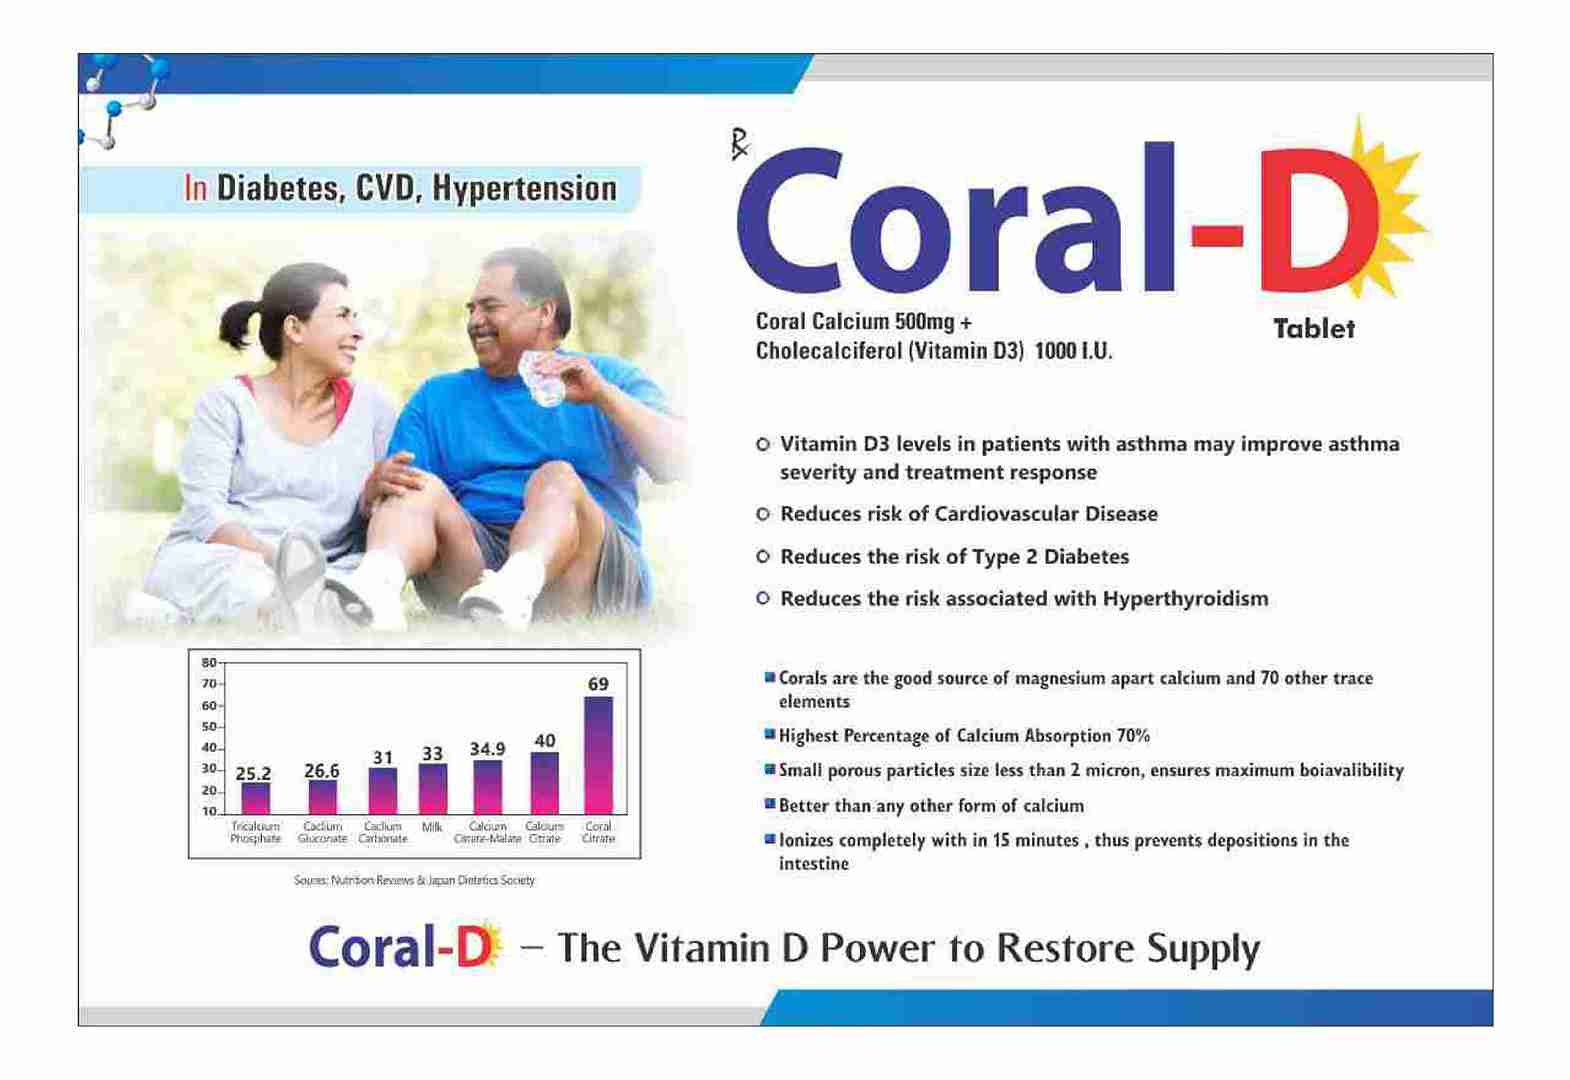 In Diabetes, CVD, Hypertension
℞
Coral-D
Coral Calcium 500mg +
Cholecalciferol (Vitamin D3) 1000 I.U.
Tablet
Vitamin D3 levels in patients with asthma may improve asthma
severity and treatment response
Reduces risk of Cardiovascular Disease
Reduces the risk of Type 2 Diabetes
Reduces the risk associated with Hyperthyroidism
80
70
60
50
40
30
20
10
25.2
26.6
31
33
34.9
40
69
Tricalcium Phosphate
Caclium Gluconate
Caclium Carbonate
Milk
Calcium Citrate-Malate
Calcium Citrate
Coral Citrate
Soures: Nutrition Reviews & Japan Dietetics Society
Corals are the good source of magnesium apart calcium and 70 other trace
elements
Highest Percentage of Calcium Absorption 70%
Small porous particles size less than 2 micron, ensures maximum boiavalibility
Better than any other form of calcium
Ionizes completely with in 15 minutes , thus prevents depositions in the
intestine
Coral-D – The Vitamin D Power to Restore Supply